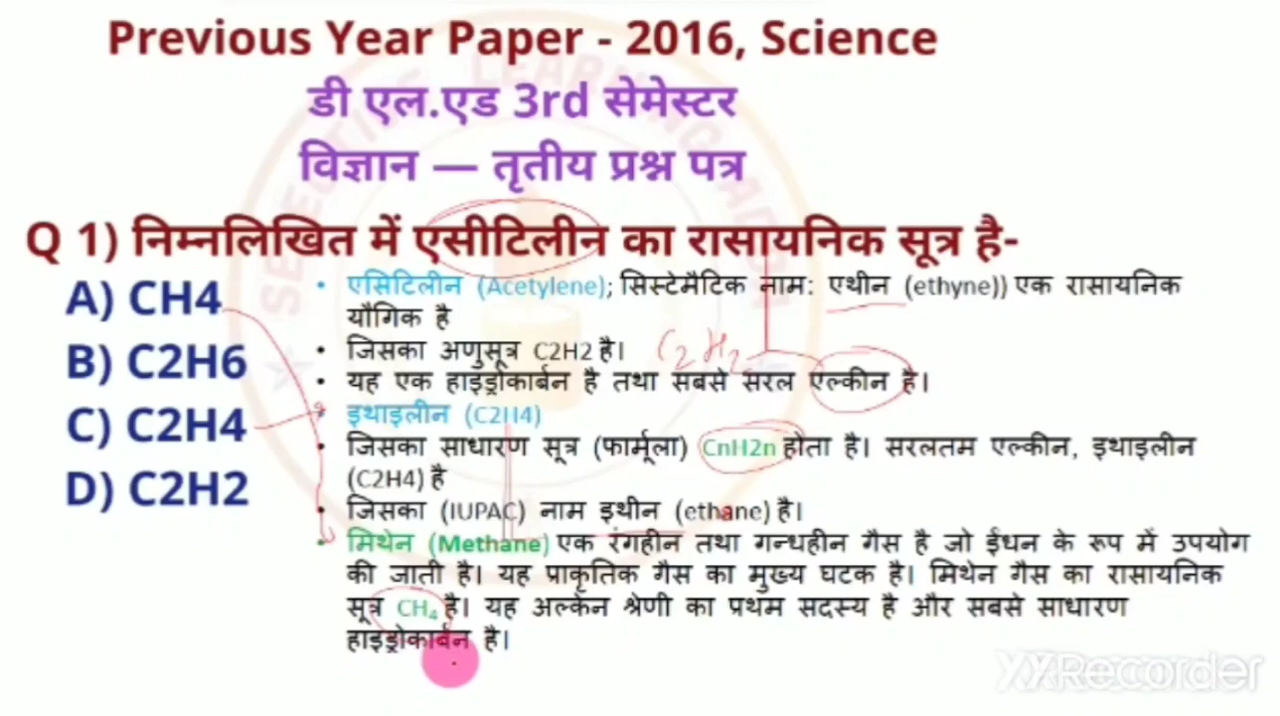 Previous Year Paper - 2016, Science
डी एल.एड 3rd सेमेस्टर
विज्ञान — तृतीय प्रश्न पत्र
Q 1) निम्नलिखित में एसीटिलीन का रासायनिक सूत्र है-
A) CH4
B) C2H6
C) C2H4
D) C2H2
• एसिटिलीन (Acetylene); सिस्टेमैटिक नाम: एथीन (ethyne)) एक रासायनिक
यौगिक है
• जिसका अणुसूत्र C2H2 है। C2H2
• यह एक हाइड्रोकार्बन है तथा सबसे सरल एल्कीन है।
• इथाइलीन (C2H4)
• जिसका साधारण सूत्र (फार्मूला) CnH2n होता है। सरलतम एल्कीन, इथाइलीन
(C2H4) है
• जिसका (IUPAC) नाम इथीन (ethane) है।
• मिथेन (Methane) एक रंगहीन तथा गन्धहीन गैस है जो ईंधन के रूप में उपयोग
की जाती है। यह प्राकृतिक गैस का मुख्य घटक है। मिथेन गैस का रासायनिक
सूत्र CH₄ है। यह अल्केन श्रेणी का प्रथम सदस्य है और सबसे साधारण
हाइड्रोकार्बन है।
XXRecorder